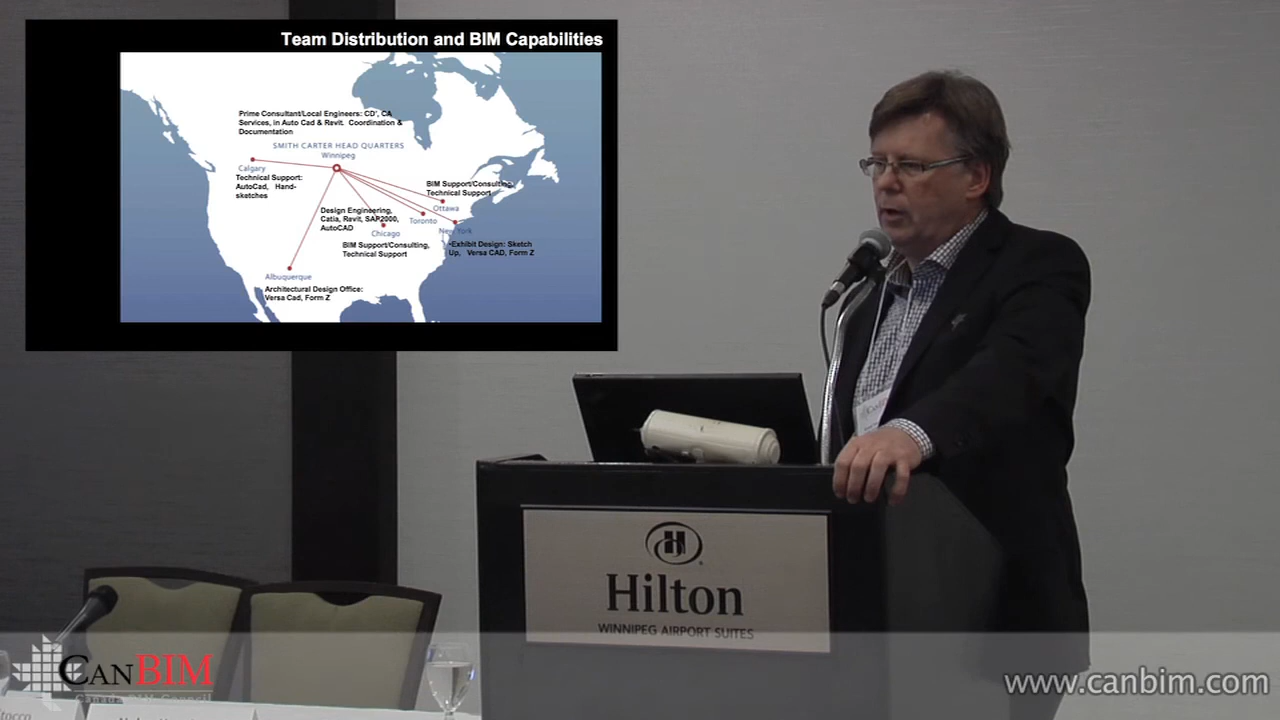 Team Distribution and BIM Capabilities
Prime Consultant/Local Engineers: CD', CA
Services, in Auto Cad & Revit. Coordination &
Documentation
SMITH CARTER HEAD QUARTERS
Winnipeg
Calgary
Technical Support:
AutoCad, Hand-
sketches
BIM Support/Consulting,
Technical Support
Ottawa
Design Engineering,
Catia, Revit, SAP2000,
AutoCAD
Toronto
New York
Chicago
BIM Support/Consulting,
Technical Support
•Exhibit Design: Sketch
Up, Versa CAD, Form Z
Albuquerque
Architectural Design Office:
Versa Cad, Form Z
H
Hilton
WINNIPEG AIRPORT SUITES
CANBIM
Canada BIM Council
www.canbim.com